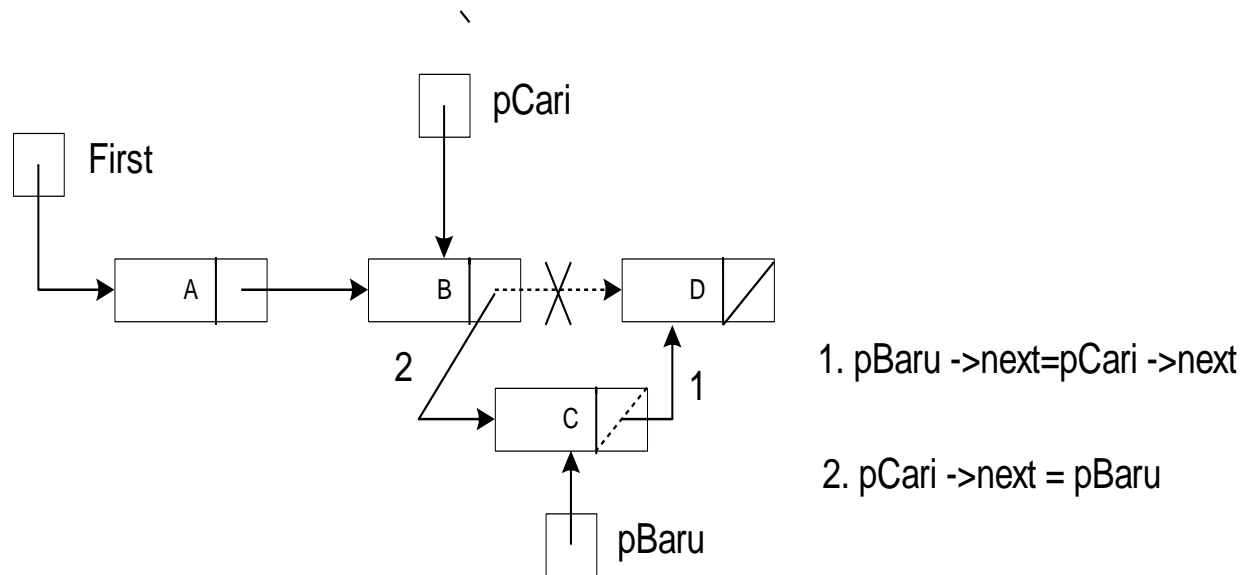 pCari
First
A
B
D
2
1
1. pBaru ->next=pCari ->next
C
2. pCari ->next = pBaru
pBaru